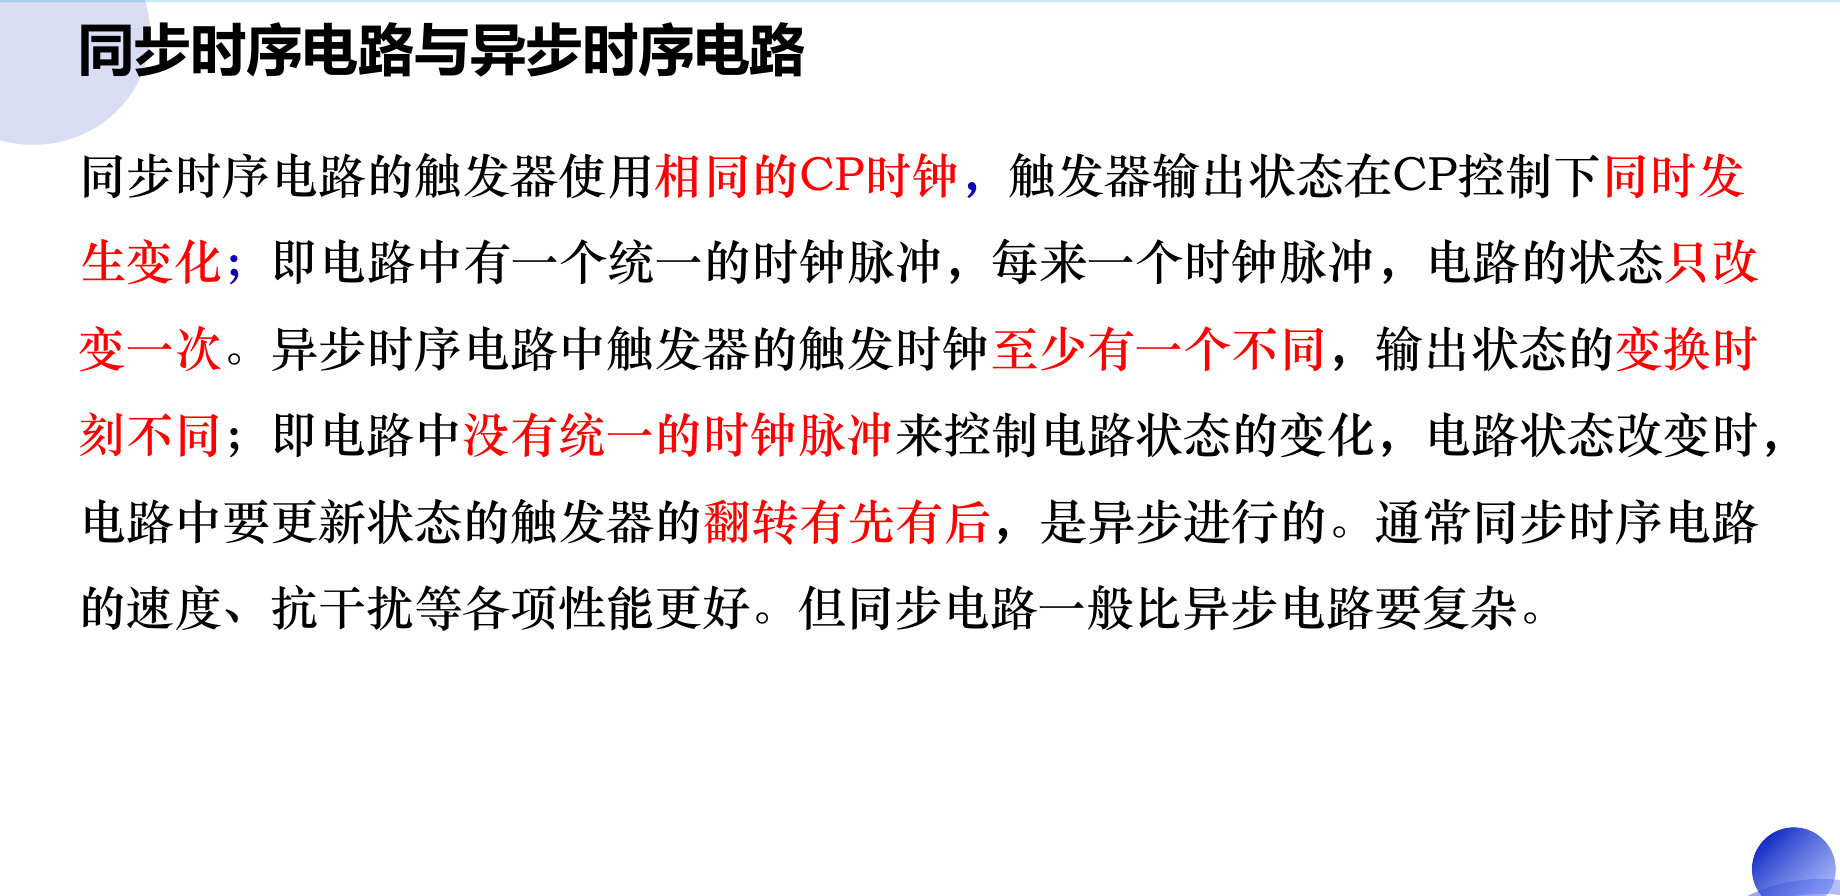 同步时序电路与异步时序电路
同步时序电路的触发器使用相同的CP时钟，触发器输出状态在CP控制下同时发
生变化；即电路中有一个统一的时钟脉冲，每来一个时钟脉冲，电路的状态只改
变一次。异步时序电路中触发器的触发时钟至少有一个不同，输出状态的变换时
刻不同；即电路中没有统一的时钟脉冲来控制电路状态的变化，电路状态改变时，
电路中要更新状态的触发器的翻转有先有后，是异步进行的。通常同步时序电路
的速度、抗干扰等各项性能更好。但同步电路一般比异步电路要复杂。